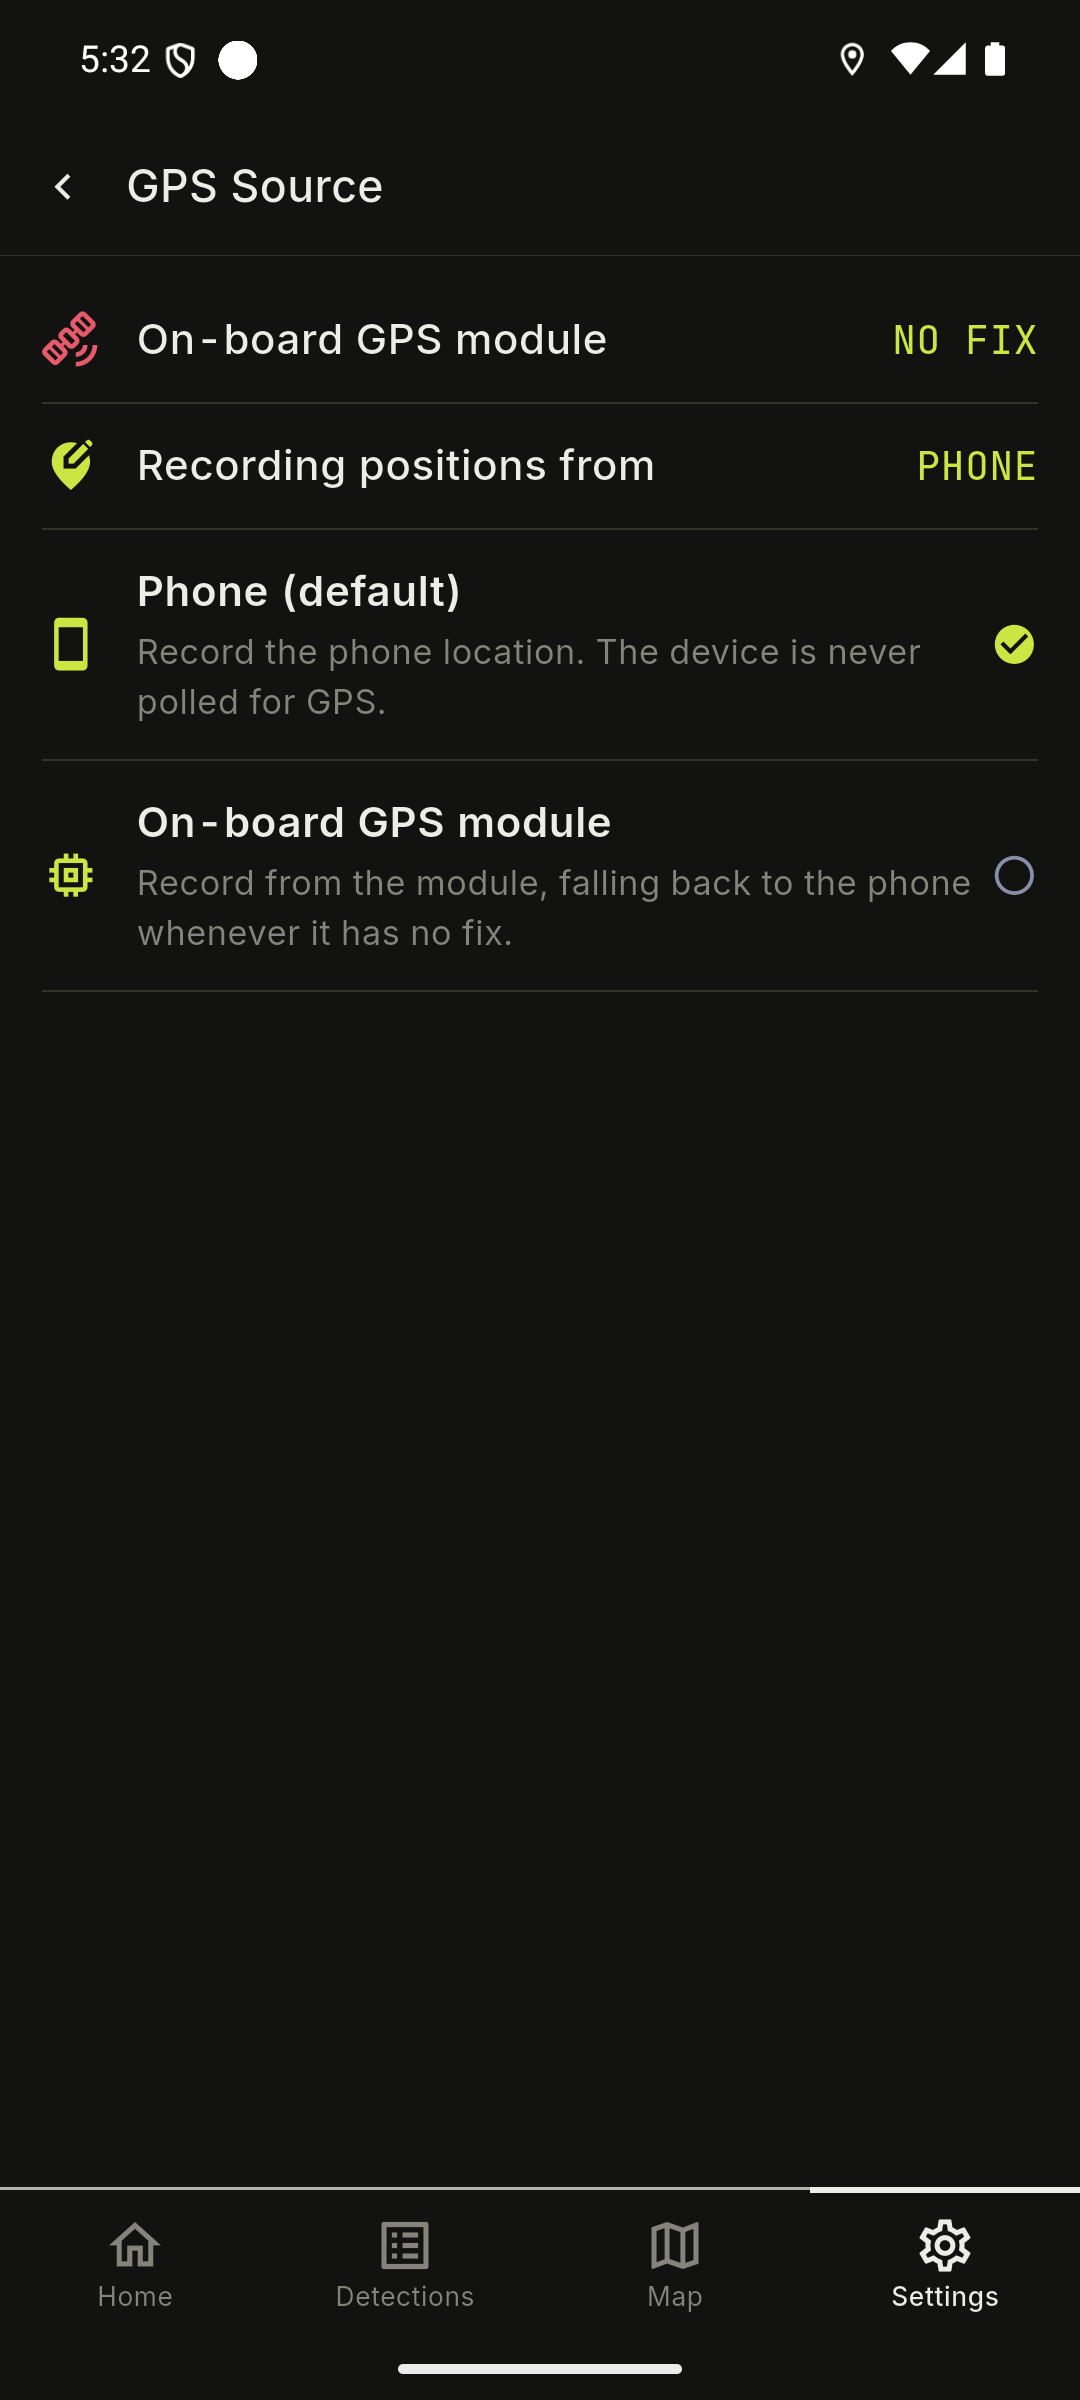 5:32
GPS Source
On-board GPS module NO FIX
Recording positions from PHONE
Phone (default)
Record the phone location. The device is never
polled for GPS.
On-board GPS module
Record from the module, falling back to the phone
whenever it has no fix.
Home Detections Map Settings